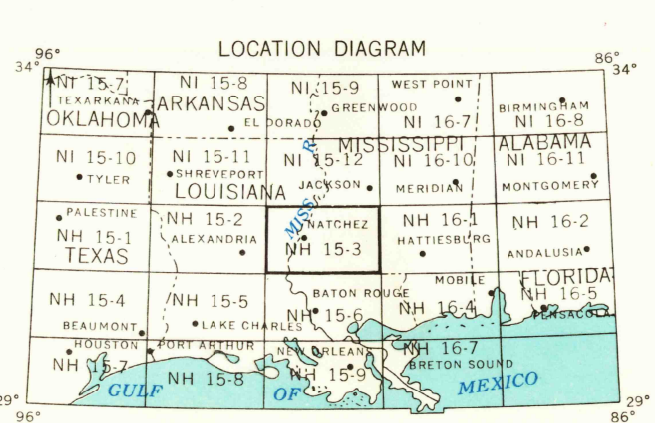 LOCATION DIAGRAM
96° 86°
34° 34°
NI 15-7 NI 15-8 NI 15-9 WEST POINT
TEXARKANA ARKANSAS GREENWOOD BIRMINGHAM
OKLAHOMA EL DORADO NI 16-7 NI 16-8
MISSISSIPPI ALABAMA
NI 15-10 NI 15-11 NI 15-12 NI 16-10 NI 16-11
TYLER SHREVEPORT JACKSON MERIDIAN MONTGOMERY
LOUISIANA
MISS R
PALESTINE NH 15-2 NATCHEZ NH 16-1 NH 16-2
NH 15-1 ALEXANDRIA NH 15-3 HATTIESBURG ANDALUSIA
TEXAS
MOBILE FLORIDA
NH 15-4 NH 15-5 BATON ROUGE NH 16-4 NH 16-5
BEAUMONT LAKE CHARLES NH 15-6 PENSACOLA
HOUSTON PORT ARTHUR NEW ORLEANS NH 16-7
NH 15-7 NH 15-8 NH 15-9 BRETON SOUND
GULF OF MEXICO
29° 29°
96° 86°